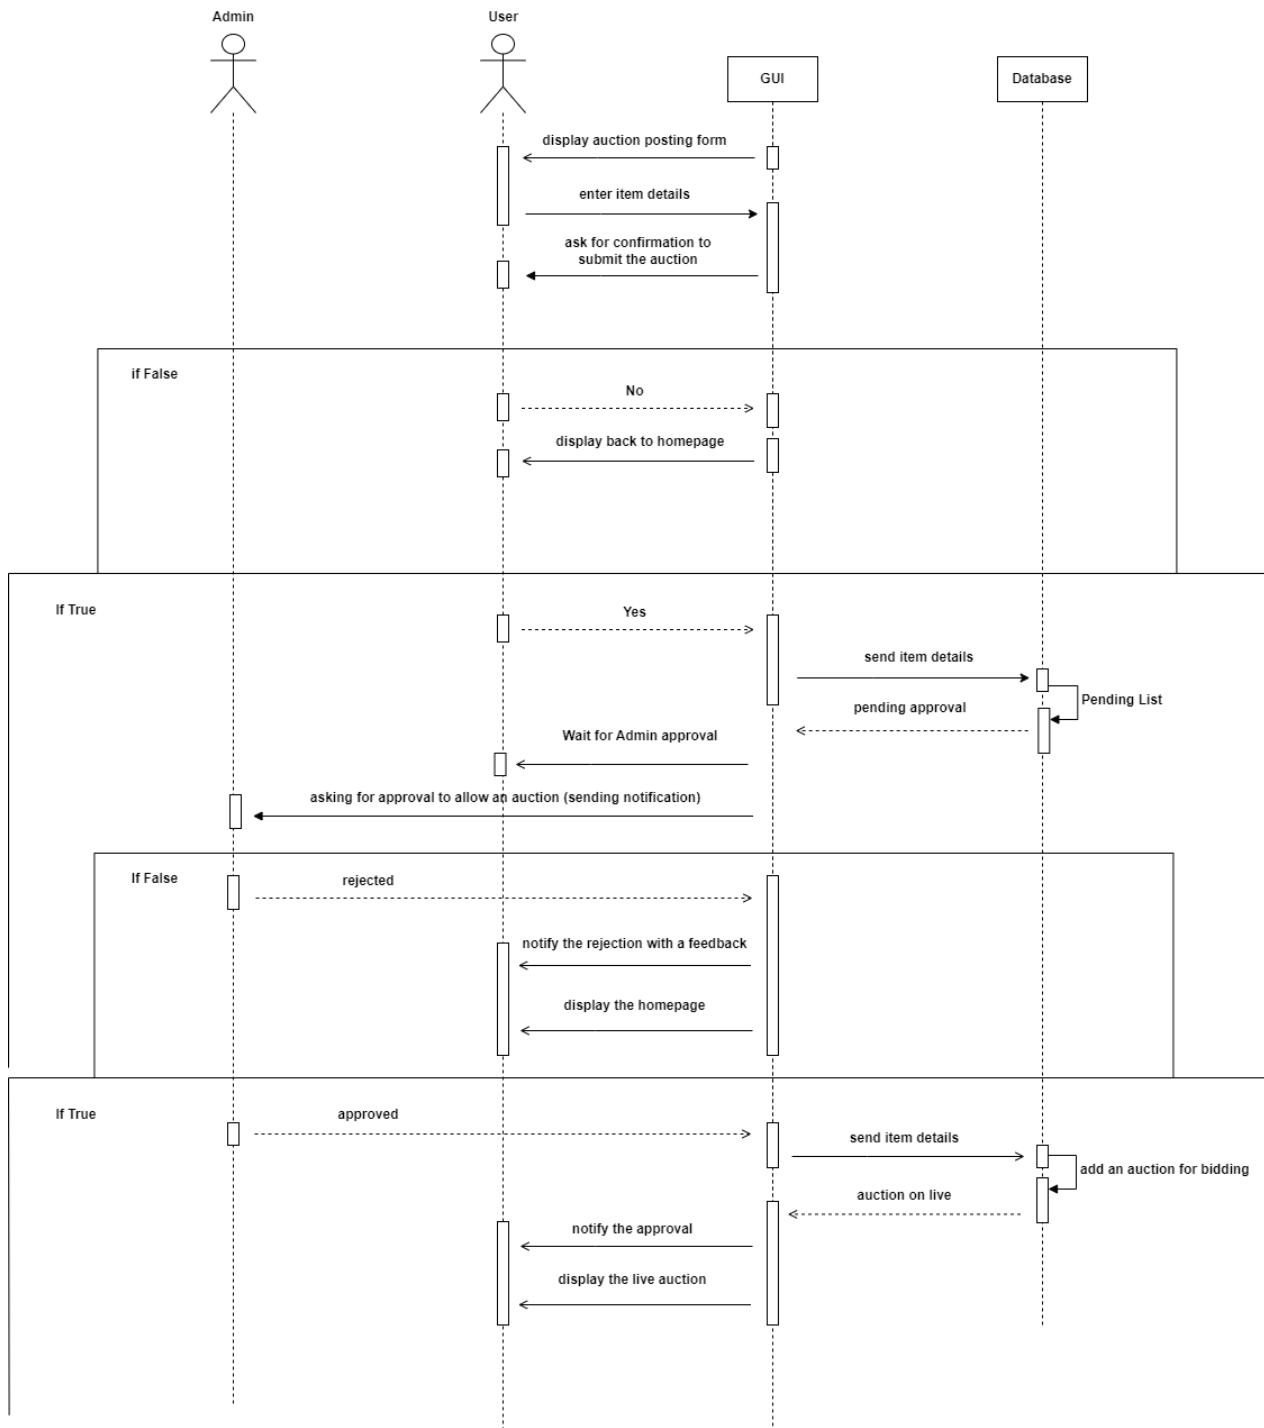 Admin
User
GUI
Database
display auction posting form
enter item details
ask for confirmation to
submit the auction
if False
No
display back to homepage
If True
Yes
send item details
Pending List
pending approval
Wait for Admin approval
asking for approval to allow an auction (sending notification)
If False
rejected
notify the rejection with a feedback
display the homepage
If True
approved
send item details
add an auction for bidding
auction on live
notify the approval
display the live auction